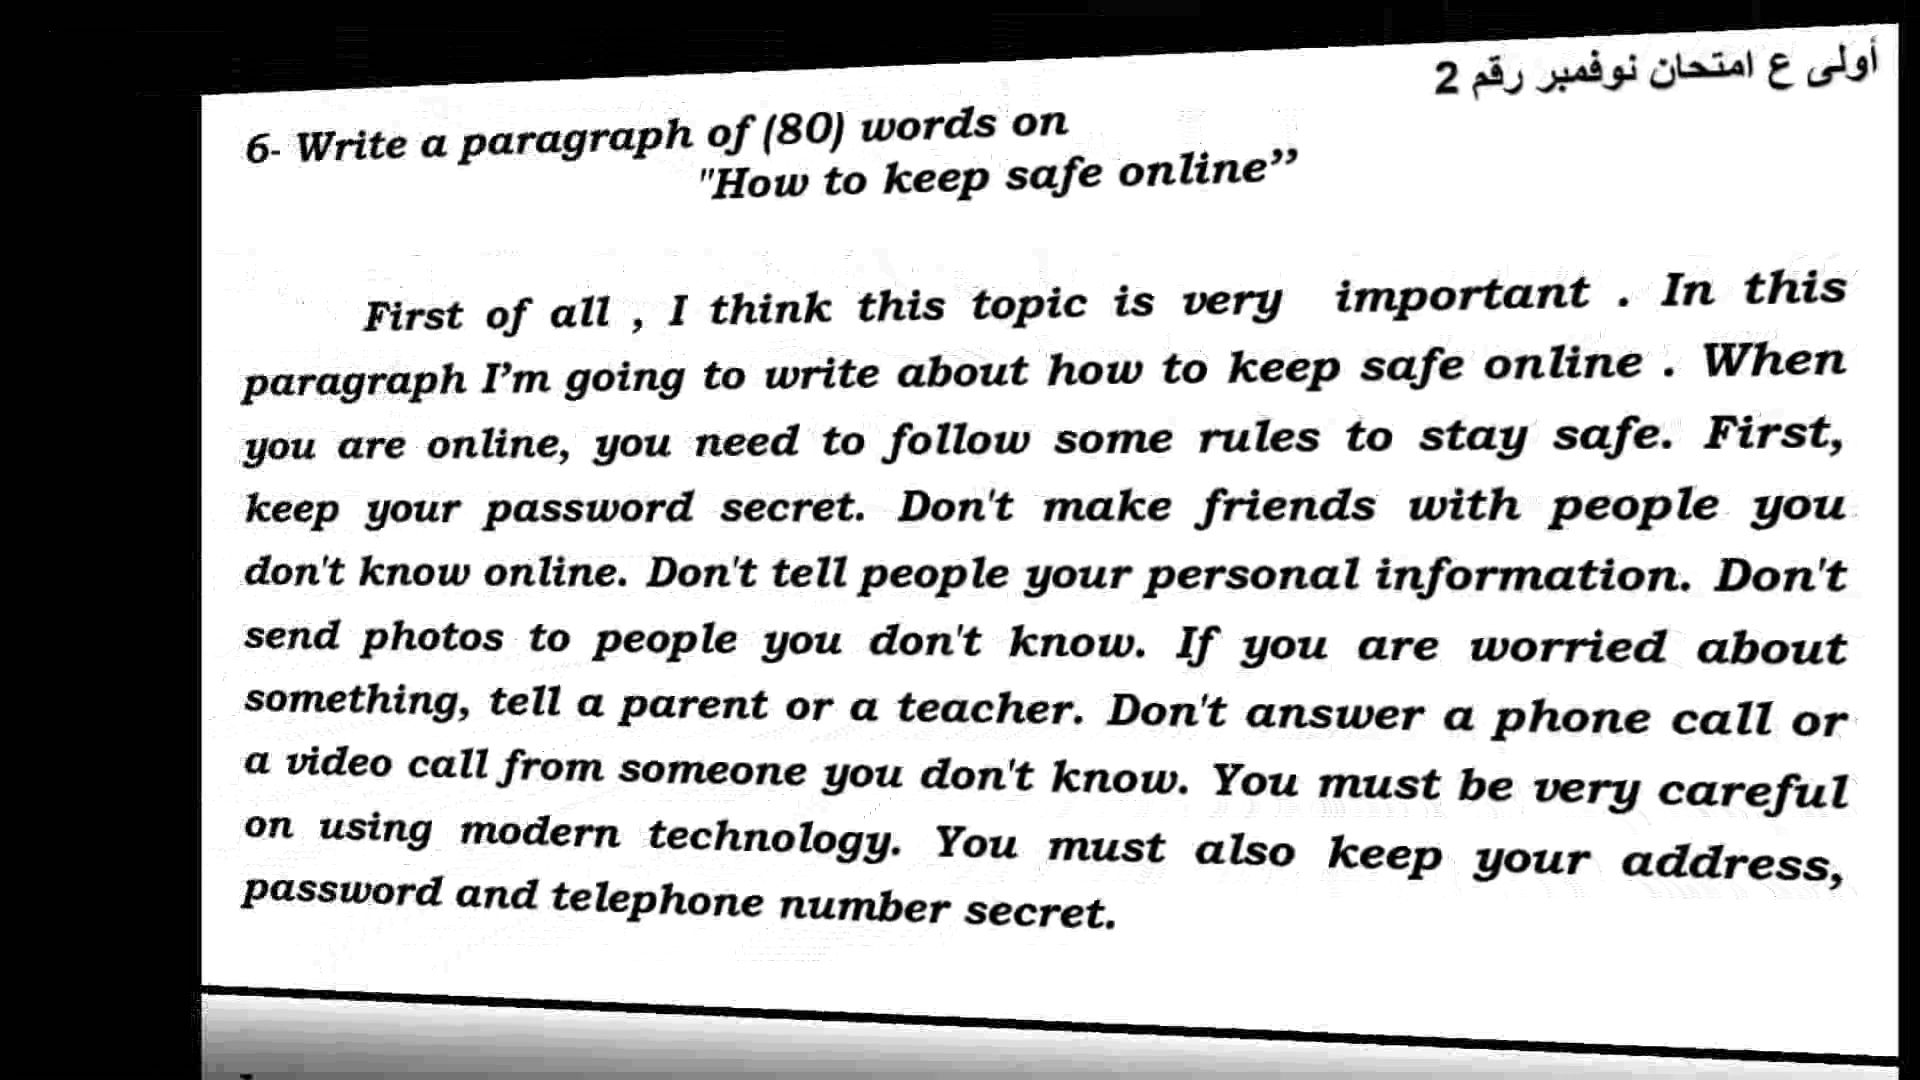 أولى ع امتحان نوفمبر رقم 2
6- Write a paragraph of (80) words on
"How to keep safe online”
First of all , I think this topic is very important . In this
paragraph I’m going to write about how to keep safe online . When
you are online, you need to follow some rules to stay safe. First,
keep your password secret. Don't make friends with people you
don't know online. Don't tell people your personal information. Don't
send photos to people you don't know. If you are worried about
something, tell a parent or a teacher. Don't answer a phone call or
a video call from someone you don't know. You must be very careful
on using modern technology. You must also keep your address,
password and telephone number secret.